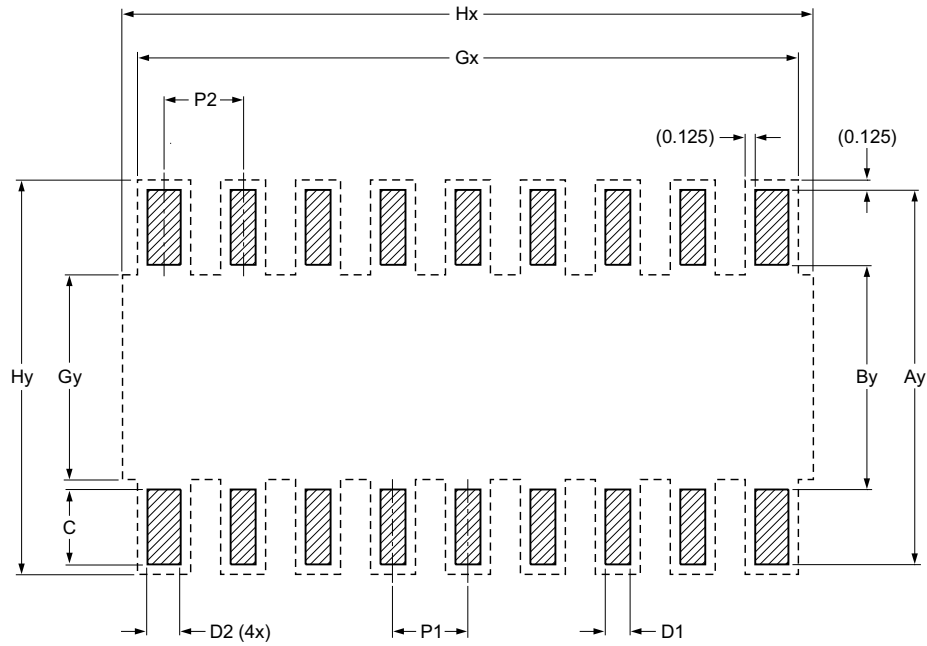 Hx
Gx
P2
(0.125)
(0.125)
Hy
Gy
By
Ay
C
D2 (4x)
P1
D1